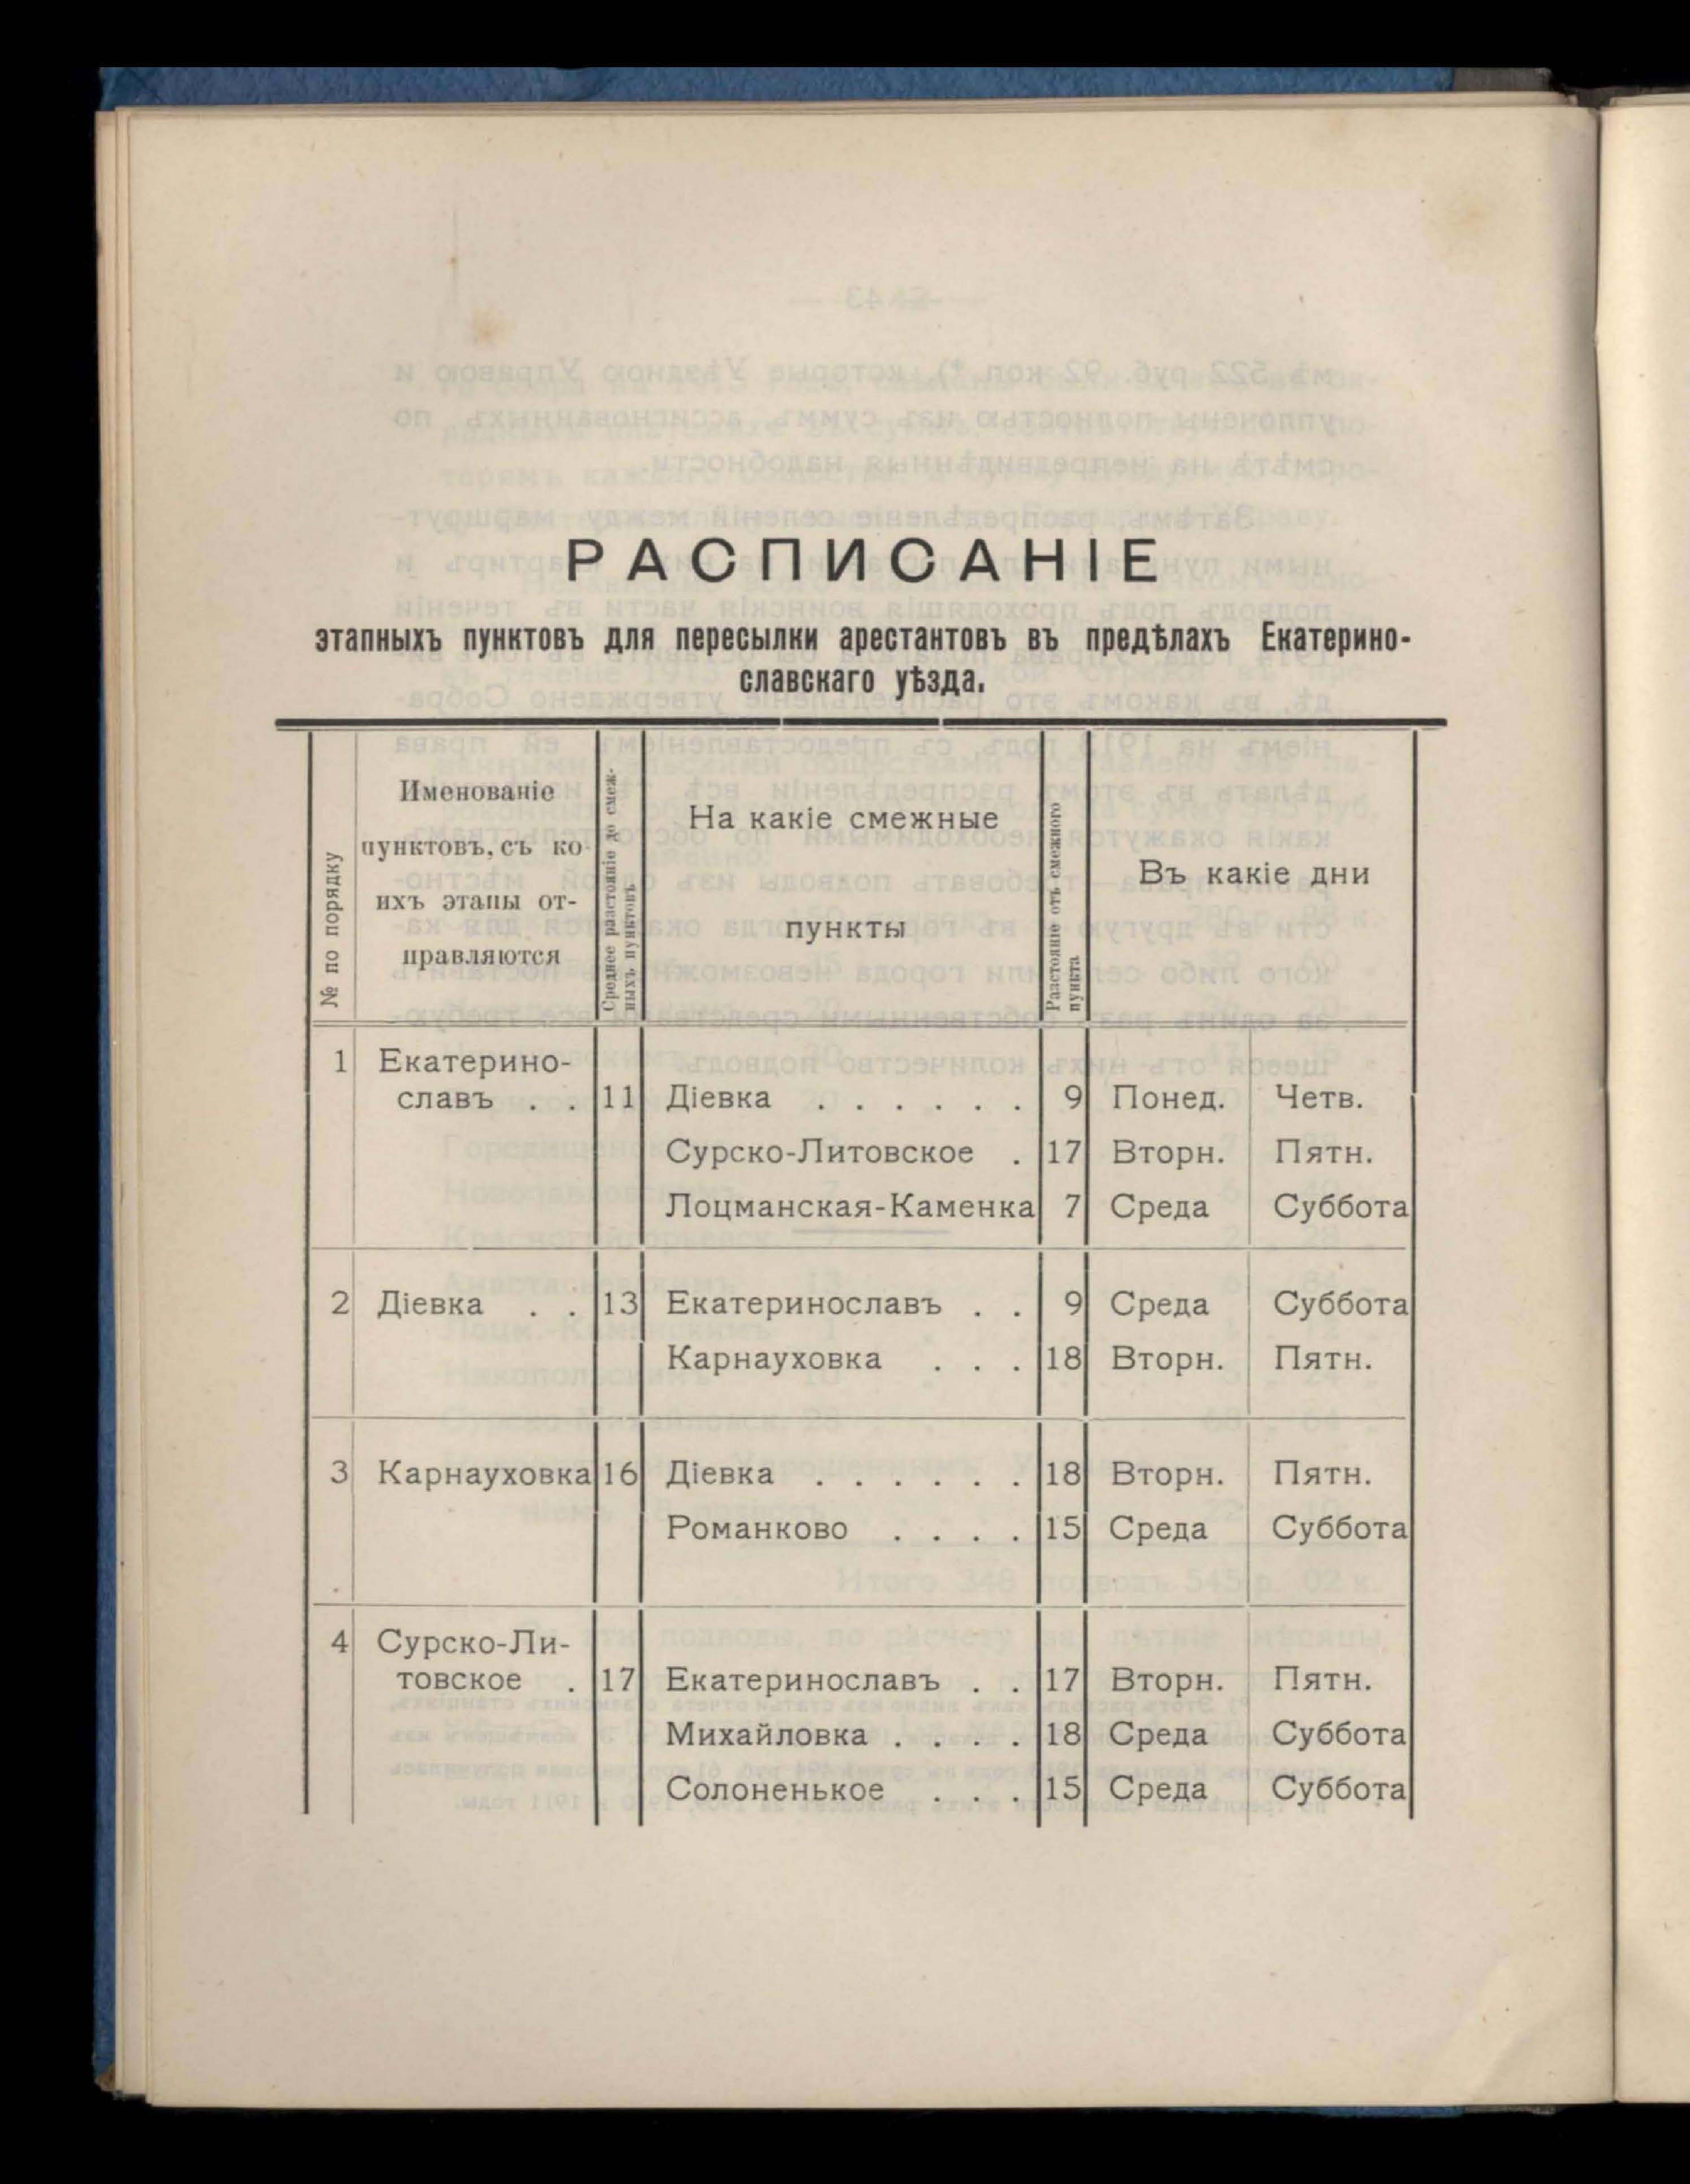 РАСПИСАНІЕ
этапныхъ пунктовъ для пересылки арестантовъ въ предѣлахъ Екатерино-
славскаго уѣзда.
№ по порядку
Именованіе
пунктовъ, съ ко-
ихъ этапы от-
правляются
Среднее разстояніе до смеж-
ныхъ пунктовъ
На какіе смежные
пункты
Разстояніе отъ смежнаго
пункта
Въ какіе дни
1 Екатерино-
славъ . . 11 Діевка . . . . . . 9 Понед. Четв.
Сурско-Литовское . 17 Вторн. Пятн.
Лоцманская-Каменка 7 Среда Суббота
2 Діевка . . 13 Екатеринославъ . . 9 Среда Суббота
Карнауховка . . . 18 Вторн. Пятн.
3 Карнауховка 16 Діевка . . . . . . 18 Вторн. Пятн.
Романково . . . . 15 Среда Суббота
4 Сурско-Ли-
товское . 17 Екатеринославъ . . 17 Вторн. Пятн.
Михайловка . . . . 18 Среда Суббота
Солоненькое . . . 15 Среда Суббота